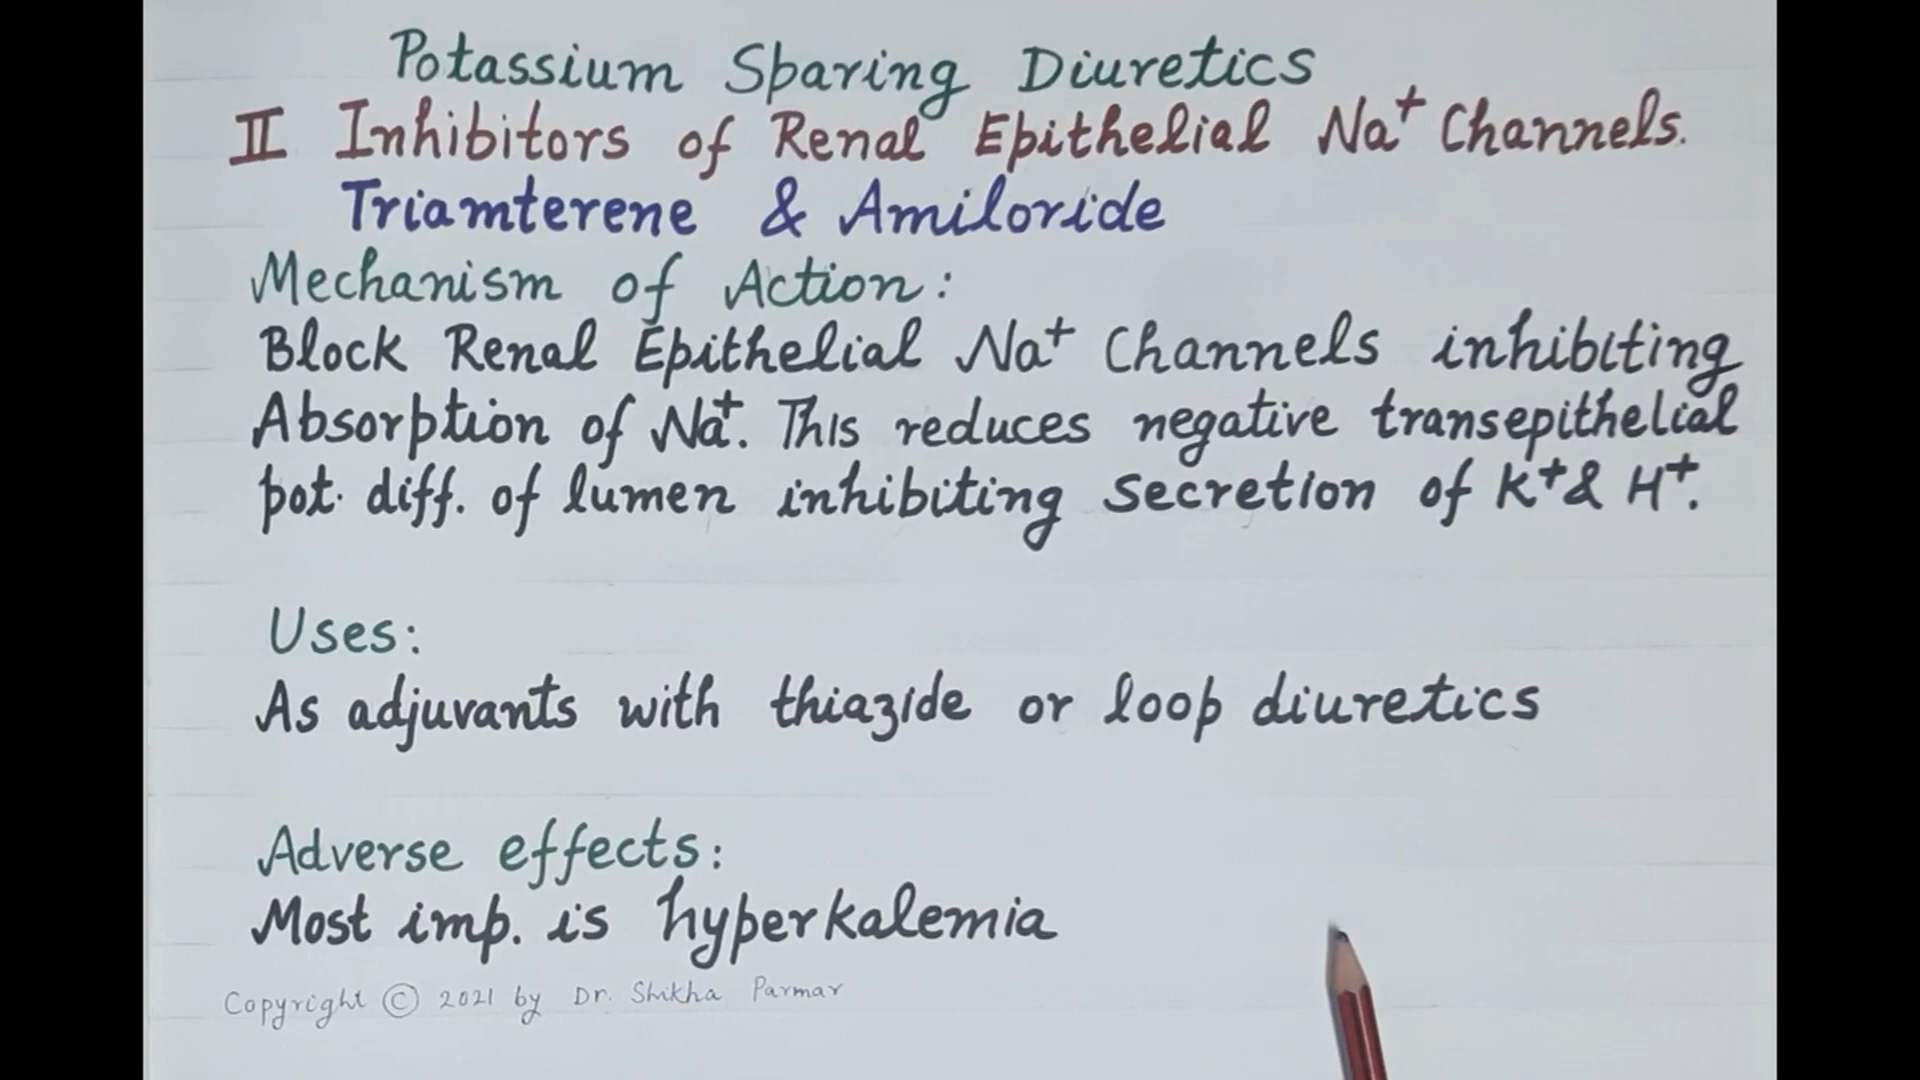 Potassium Sparing Diuretics
II Inhibitors of Renal Epithelial Na⁺ Channels.
Triamterene & Amiloride
Mechanism of Action:
Block Renal Epithelial Na⁺ Channels inhibiting
Absorption of Na⁺. This reduces negative transepithelial
pot. diff. of lumen inhibiting secretion of K⁺ & H⁺.
Uses:
As adjuvants with thiazide or loop diuretics
Adverse effects:
Most imp. is hyperkalemia
Copyright © 2021 by Dr. Shikha Parmar